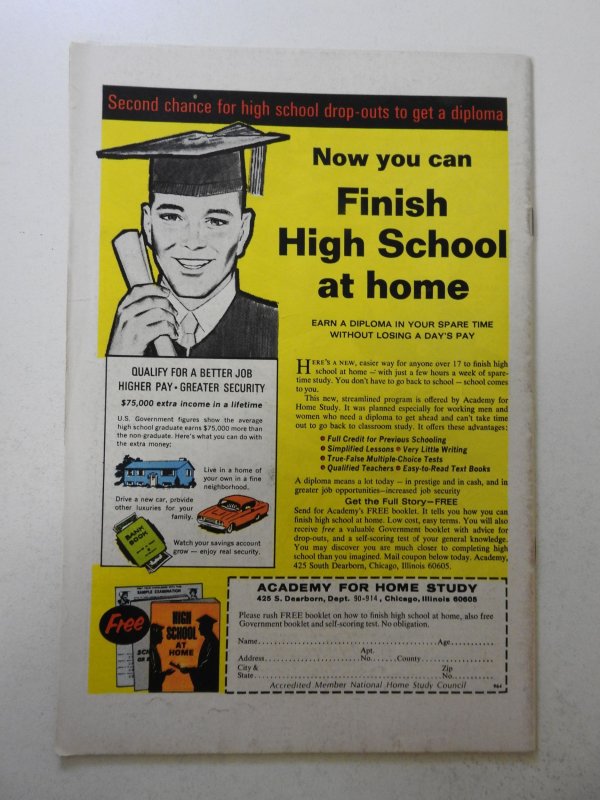 Second chance for high school drop-outs to get a diploma
Now you can
Finish
High School
at home
EARN A DIPLOMA IN YOUR SPARE TIME
WITHOUT LOSING A DAY'S PAY
QUALIFY FOR A BETTER JOB
HIGHER PAY • GREATER SECURITY
$75,000 extra income in a lifetime
U.S. Government figures show the average
high school graduate earns $75,000 more than
the non-graduate. Here's what you can do with
the extra money:
Live in a home of
your own in a fine
neighborhood.
Drive a new car, provide
other luxuries for your
family.
BANK
BOOK
Watch your savings account
grow — enjoy real security.
HERE'S A NEW, easier way for anyone over 17 to finish high
school at home — with just a few hours a week of spare-
time study. You don't have to go back to school — school comes
to you.
This new, streamlined program is offered by Academy for
Home Study. It was planned especially for working men and
women who need a diploma to get ahead and can't take time
out to go back to classroom study. It offers these advantages:
• Full Credit for Previous Schooling
• Simplified Lessons • Very Little Writing
• True-False Multiple-Choice Tests
• Qualified Teachers • Easy-to-Read Text Books
A diploma means a lot today — in prestige and in cash, and in
greater job opportunities—increased job security
Get the Full Story—FREE
Send for Academy's FREE booklet. It tells you how you can
finish high school at home. Low cost, easy terms. You will also
receive free a valuable Government booklet with advice for
drop-outs, and a self-scoring test of your general knowledge.
You may discover you are much closer to completing high
school than you imagined. Mail coupon below today. Academy,
425 South Dearborn, Chicago, Illinois 60605.
Free
SAMPLE EXAMINATION
HIGH
SCHOOL
AT
HOME
ACADEMY FOR HOME STUDY
425 S. Dearborn, Dept. 90-914, Chicago, Illinois 60605
Please rush FREE booklet on how to finish high school at home, also free
Government booklet and self-scoring test. No obligation.
Name Age
Apt.
Address No. County
City & Zip
State No.
Accredited Member National Home Study Council 964